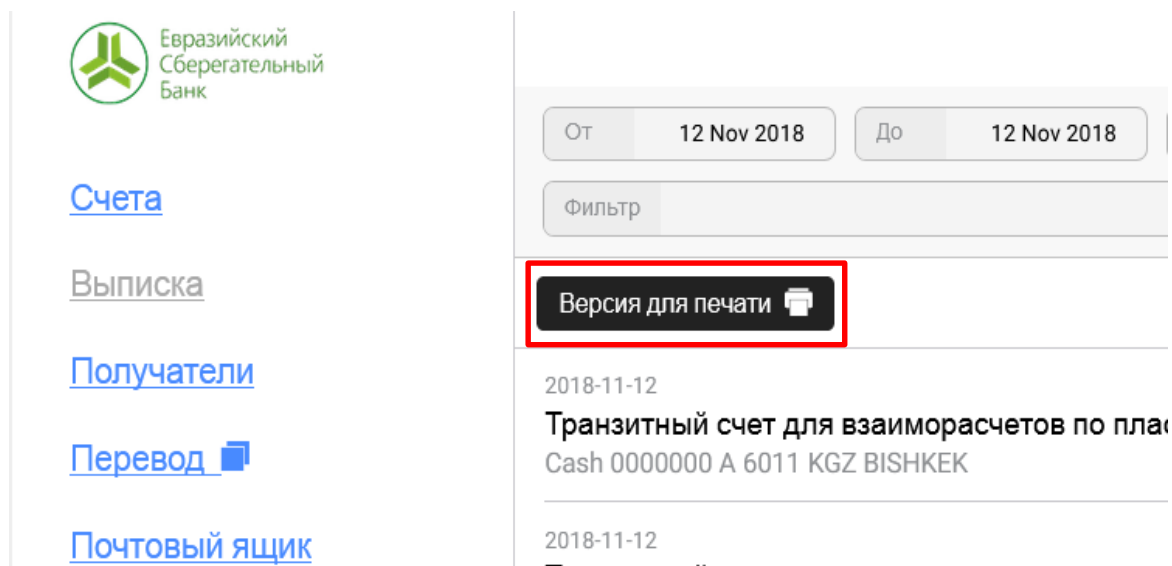 Евразийский
Сберегательный
Банк
От 12 Nov 2018 До 12 Nov 2018
Счета
Фильтр
Выписка
Версия для печати
Получатели
2018-11-12
Транзитный счет для взаиморасчетов по
Cash 0000000 A 6011 KGZ BISHKEK
Перевод
2018-11-12
Почтовый ящик